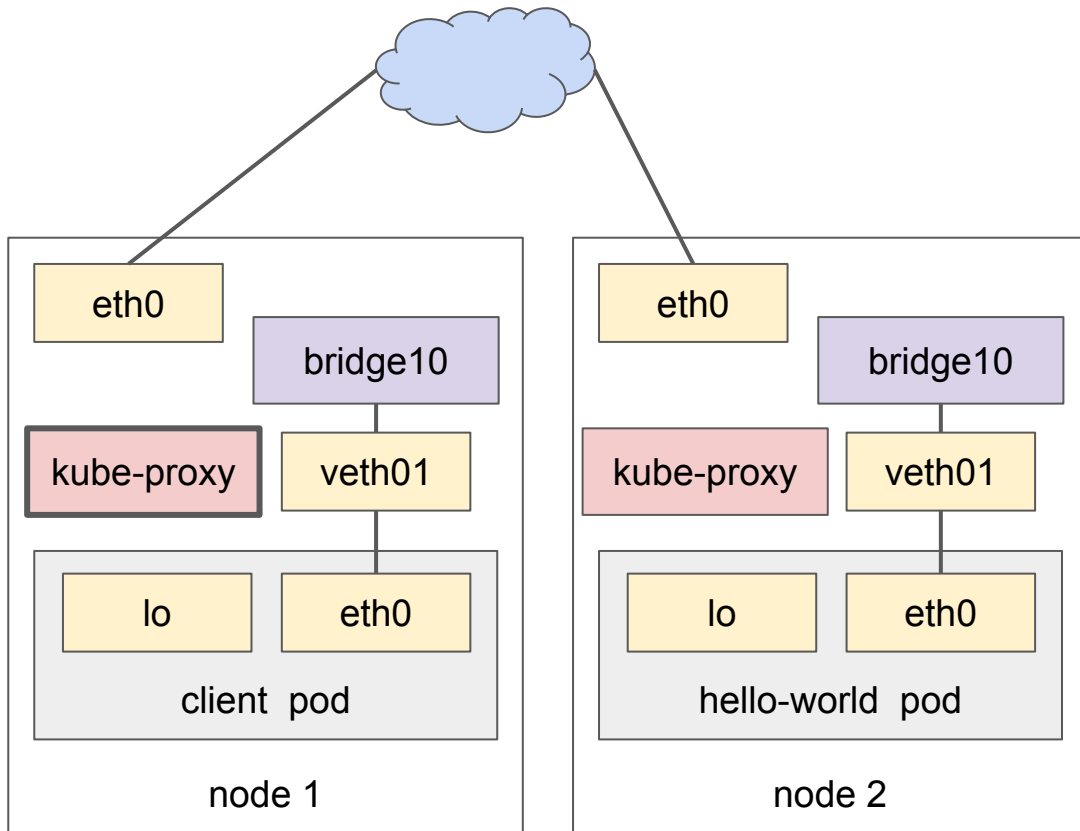 eth0
bridge10
kube-proxy
veth01
lo
eth0
client pod
node 1
eth0
bridge10
kube-proxy
veth01
lo
eth0
hello-world pod
node 2